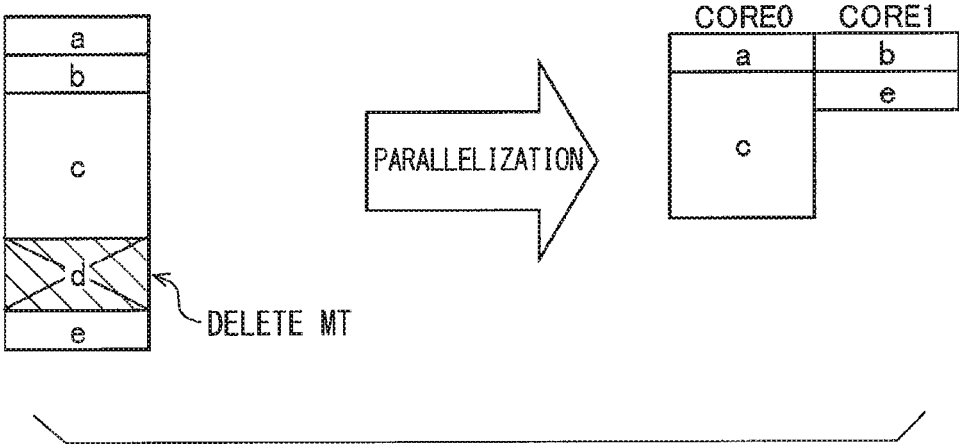 a
b
c
d
e
DELETE MT
PARALLELIZATION
CORE0 CORE1
a b
e
c